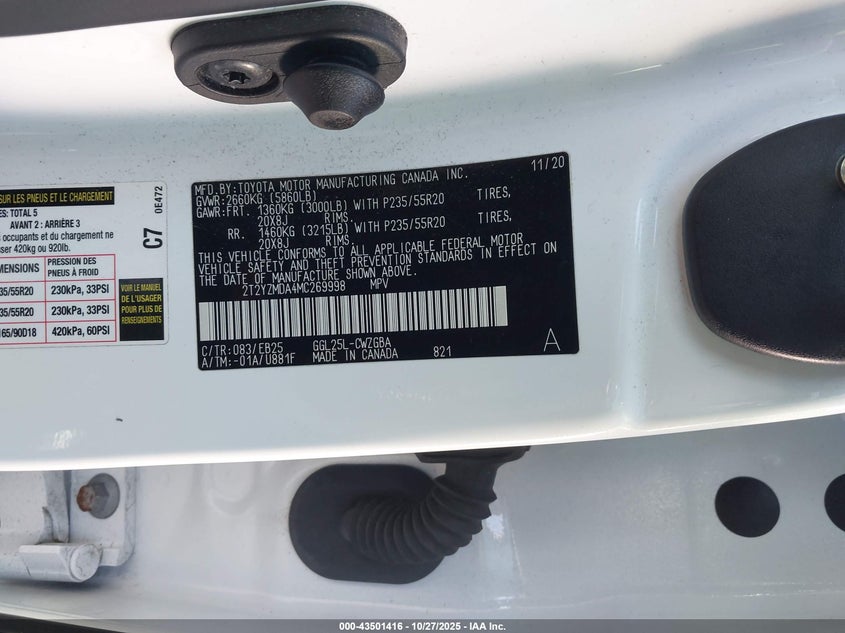 SUR LES PNEUS ET LE CHARGEMENT
ES: TOTAL 5
AVANT 2 : ARRIÈRE 3
occupants et du chargement ne
ser 420kg ou 920lb.
MENSIONS PRESSION DES PNEUS À FROID
35/55R20 230kPa, 33PSI
35/55R20 230kPa, 33PSI
165/90D18 420kPa, 60PSI
VOIR LE MANUEL
DE L'USAGER
POUR PLUS DE
RENSEIGNEMENTS
C7 0E472
MFD.BY:TOYOTA MOTOR MANUFACTURING CANADA INC. 11/20
GVWR:2660KG (5860LB)
GAWR:FRT. 1360KG (3000LB) WITH P235/55R20 TIRES,
20X8J RIMS.
RR. 1460KG (3215LB) WITH P235/55R20 TIRES,
20X8J RIMS.
THIS VEHICLE CONFORMS TO ALL APPLICABLE FEDERAL MOTOR
VEHICLE SAFETY AND THEFT PREVENTION STANDARDS IN EFFECT ON
THE DATE OF MANUFACTURE SHOWN ABOVE.
2T2YZMDA4MC269998 MPV
C/TR:083/EB25 GGL25L-CWZGBA
A/TM:-01A/U881F MADE IN CANADA 821 A
000-43501416 • 10/27/2025 • IAA Inc.